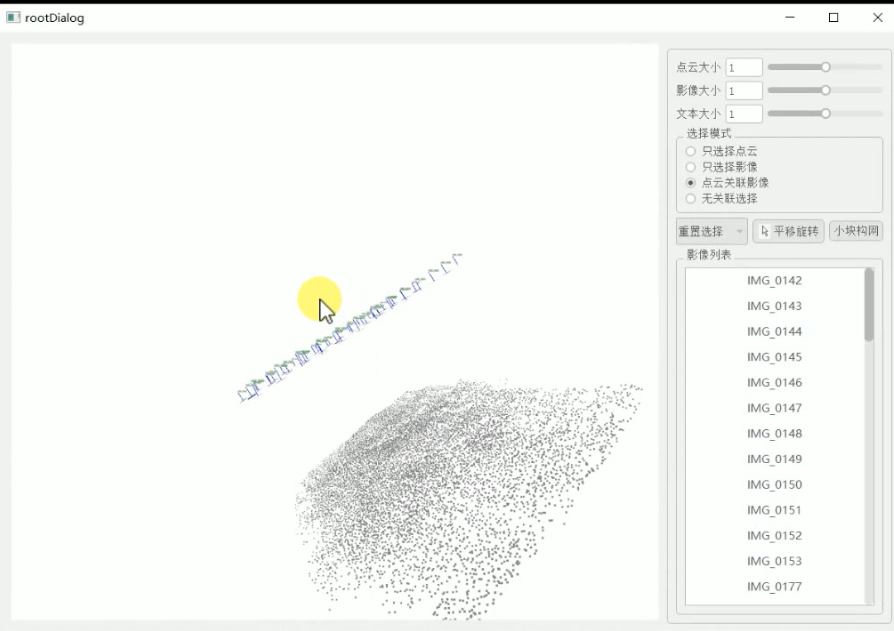 rootDialog
点云大小 1
影像大小 1
文本大小 1
选择模式
只选择点云
只选择影像
点云关联影像
无关联选择
重置选择 平移旋转 小块构网
影像列表
IMG_0142
IMG_0143
IMG_0144
IMG_0145
IMG_0146
IMG_0147
IMG_0148
IMG_0149
IMG_0150
IMG_0151
IMG_0152
IMG_0153
IMG_0177